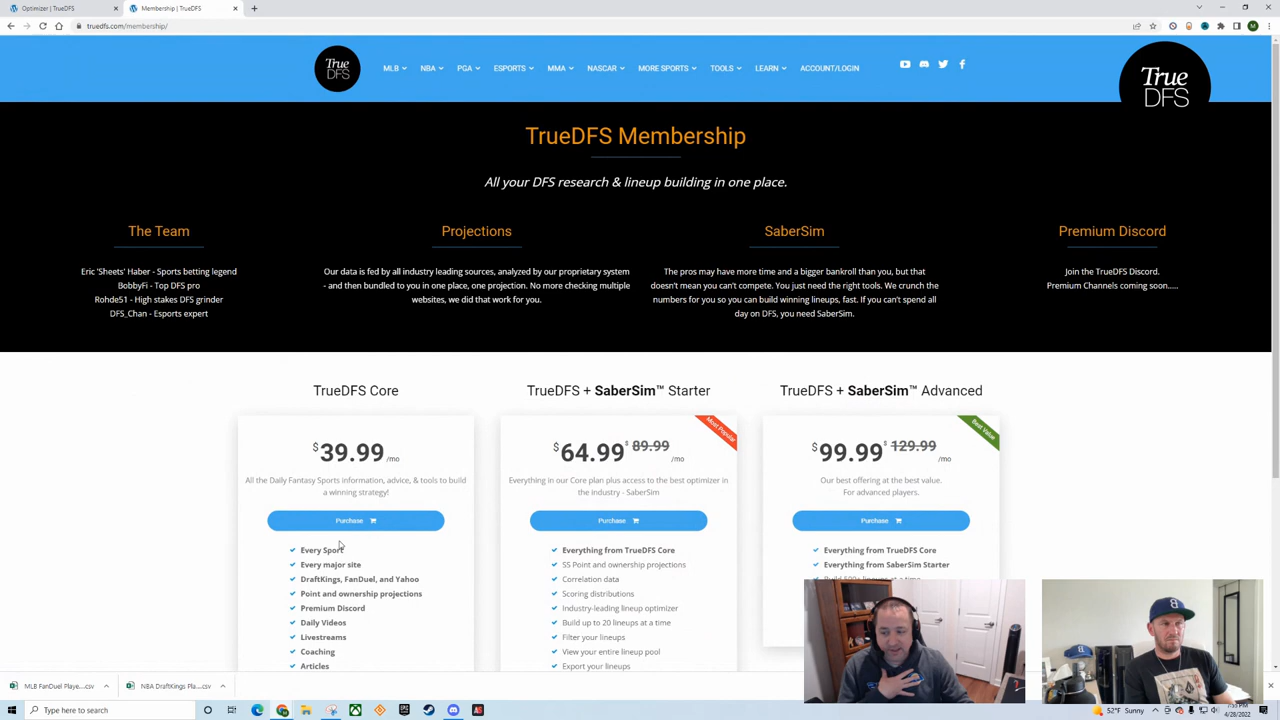 Optimizer | TrueDFS
Membership | TrueDFS
truedfs.com/membership/
True
DFS
MLB
NBA
PGA
ESPORTS
MMA
NASCAR
MORE SPORTS
TOOLS
LEARN
ACCOUNT/LOGIN
True
DFS
TrueDFS Membership
All your DFS research & lineup building in one place.
The Team
Eric 'Sheets' Haber - Sports betting legend
BobbyFi - Top DFS pro
Rohde51 - High stakes DFS grinder
DFS_Chan - Esports expert
Projections
Our data is fed by all industry leading sources, analyzed by our proprietary system
- and then bundled to you in one place, one projection. No more checking multiple
websites, we did that work for you.
SaberSim
The pros may have more time and a bigger bankroll than you, but that
doesn't mean you can't compete. You just need the right tools. We crunch the
numbers for you so you can build winning lineups, fast. If you can't spend all
day on DFS, you need SaberSim.
Premium Discord
Join the TrueDFS Discord.
Premium Channels coming soon.....
TrueDFS Core
$39.99 /mo
All the Daily Fantasy Sports information, advice, & tools to build
a winning strategy!
Purchase
Every Sport
Every major site
DraftKings, FanDuel, and Yahoo
Point and ownership projections
Premium Discord
Daily Videos
Livestreams
Coaching
Articles
TrueDFS + SaberSim™ Starter
Most Popular
$64.99 $89.99 /mo
Everything in our Core plan plus access to the best optimizer in
the industry - SaberSim
Purchase
Everything from TrueDFS Core
SS Point and ownership projections
Correlation data
Scoring distributions
Industry-leading lineup optimizer
Build up to 20 lineups at a time
Filter your lineups
View your entire lineup pool
Export your lineups
TrueDFS + SaberSim™ Advanced
Best Value
$99.99 $129.99 /mo
Our best offering at the best value.
For advanced players.
Purchase
Everything from TrueDFS Core
Everything from SaberSim Starter
MLB FanDuel Playe....csv
NBA DraftKings Pla....csv
Type here to search
52°F Sunny
7:55 PM
4/28/2022